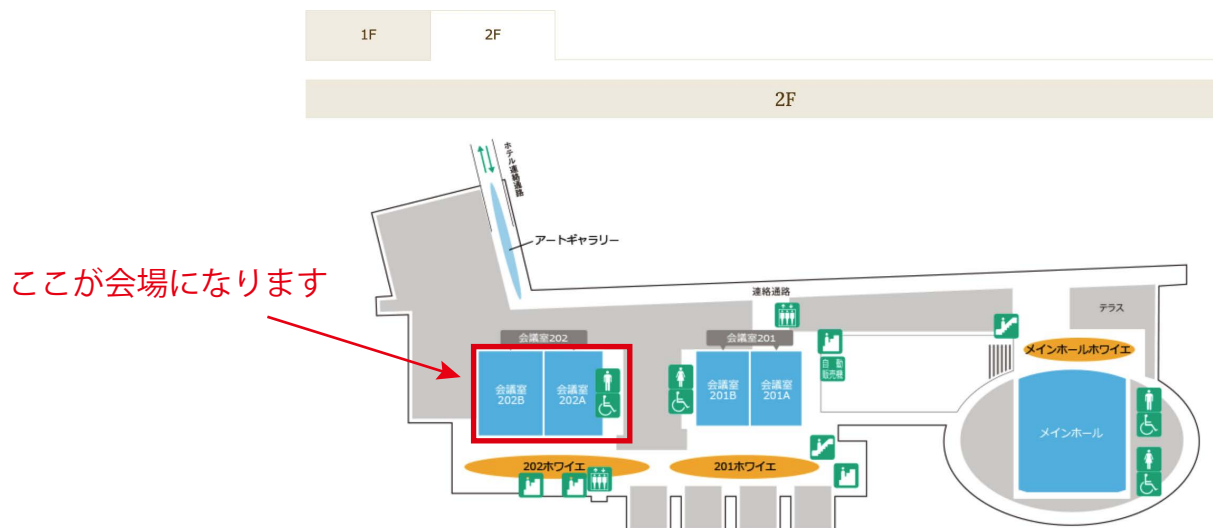 1F
2F
2F
ホテル連絡通路
アートギャラリー
ここが会場になります
連絡通路
テラス
会議室202
会議室201
メインホールホワイエ
自動
販売機
会議室
202B
会議室
202A
会議室
201B
会議室
201A
メインホール
202ホワイエ
201ホワイエ